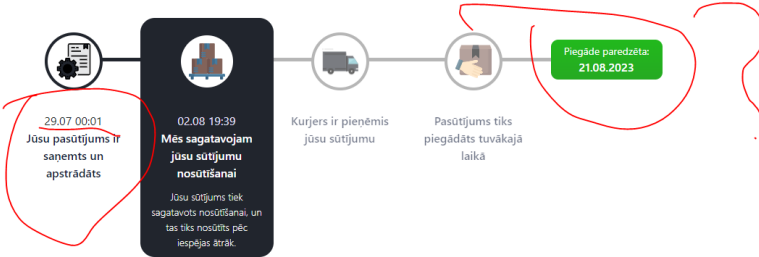 29.07 00:01
Jūsu pasūtījums ir
saņemts un
apstrādāts
02.08 19:39
Mēs sagatavojam
jūsu sūtījumu
nosūtīšanai
Jūsu sūtījums tiek
sagatavots nosūtīšanai, un
tas tiks nosūtīts pēc
iespējas ātrāk.
Kurjers ir pieņēmis
jūsu sūtījumu
Pasūtījums tiks
piegādāts tuvākajā
laikā
Piegāde paredzēta:
21.08.2023